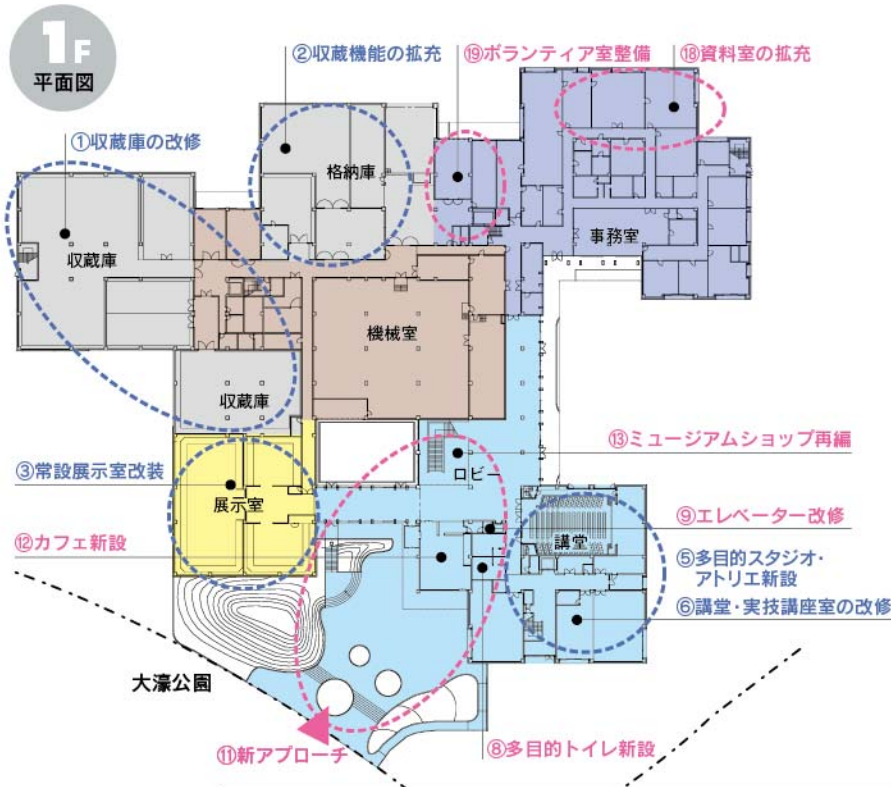 1F
平面図
②収蔵機能の拡充
⑲ボランティア室整備
⑱資料室の拡充
①収蔵庫の改修
格納庫
事務室
収蔵庫
機械室
収蔵庫
⑬ミュージアムショップ再編
ロビー
③常設展示室改装
展示室
⑨エレベーター改修
講堂
⑫カフェ新設
⑤多目的スタジオ・
アトリエ新設
⑥講堂・実技講座室の改修
大濠公園
⑪新アプローチ
⑧多目的トイレ新設